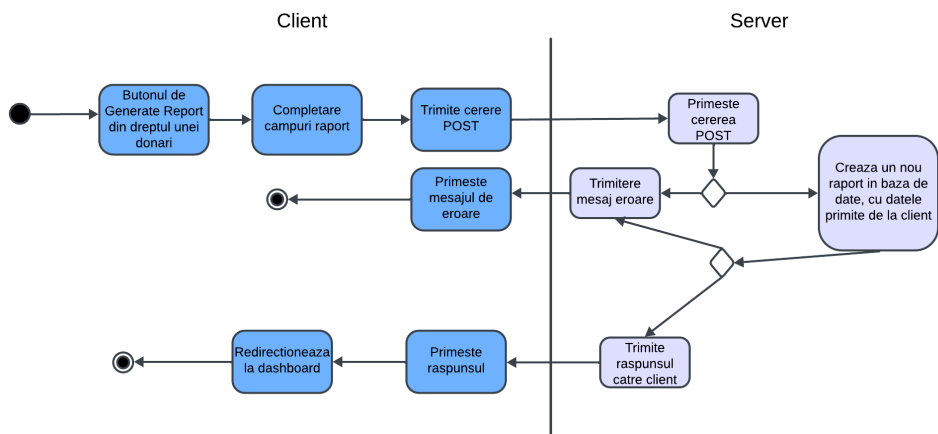 Client
Server
Butonul de
Generate Report
din dreptul unei
donari
Completare
campuri raport
Trimite cerere
POST
Primeste
cererea
POST
Creaza un nou
raport in baza de
date, cu datele
primite de la client
Trimitere
mesaj eroare
Primeste
mesajul de
eroare
Trimite
raspunsul
catre client
Primeste
raspunsul
Redirectioneaza
la dashboard